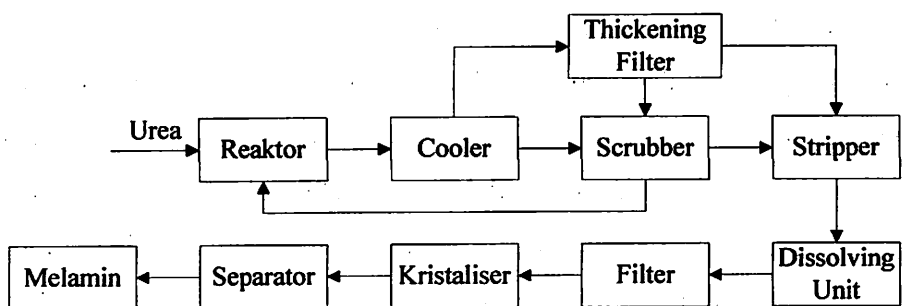 Thickening
Filter
Urea
Reaktor
Cooler
Scrubber
Stripper
Melamin
Separator
Kristaliser
Filter
Dissolving
Unit